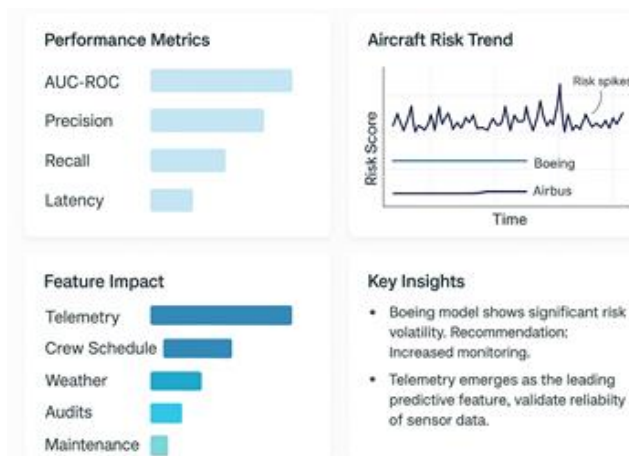 Performance Metrics
AUC-ROC
Precision
Recall
Latency
Aircraft Risk Trend
Risk spikes
Risk Score
Boeing
Airbus
Time
Feature Impact
Telemetry
Crew Schedule
Weather
Audits
Maintenance
Key Insights
• Boeing model shows significant risk
volatility. Recommendation:
Increased monitoring.
• Telemetry emerges as the leading
predictive feature, validate reliabiity
of sensor data.